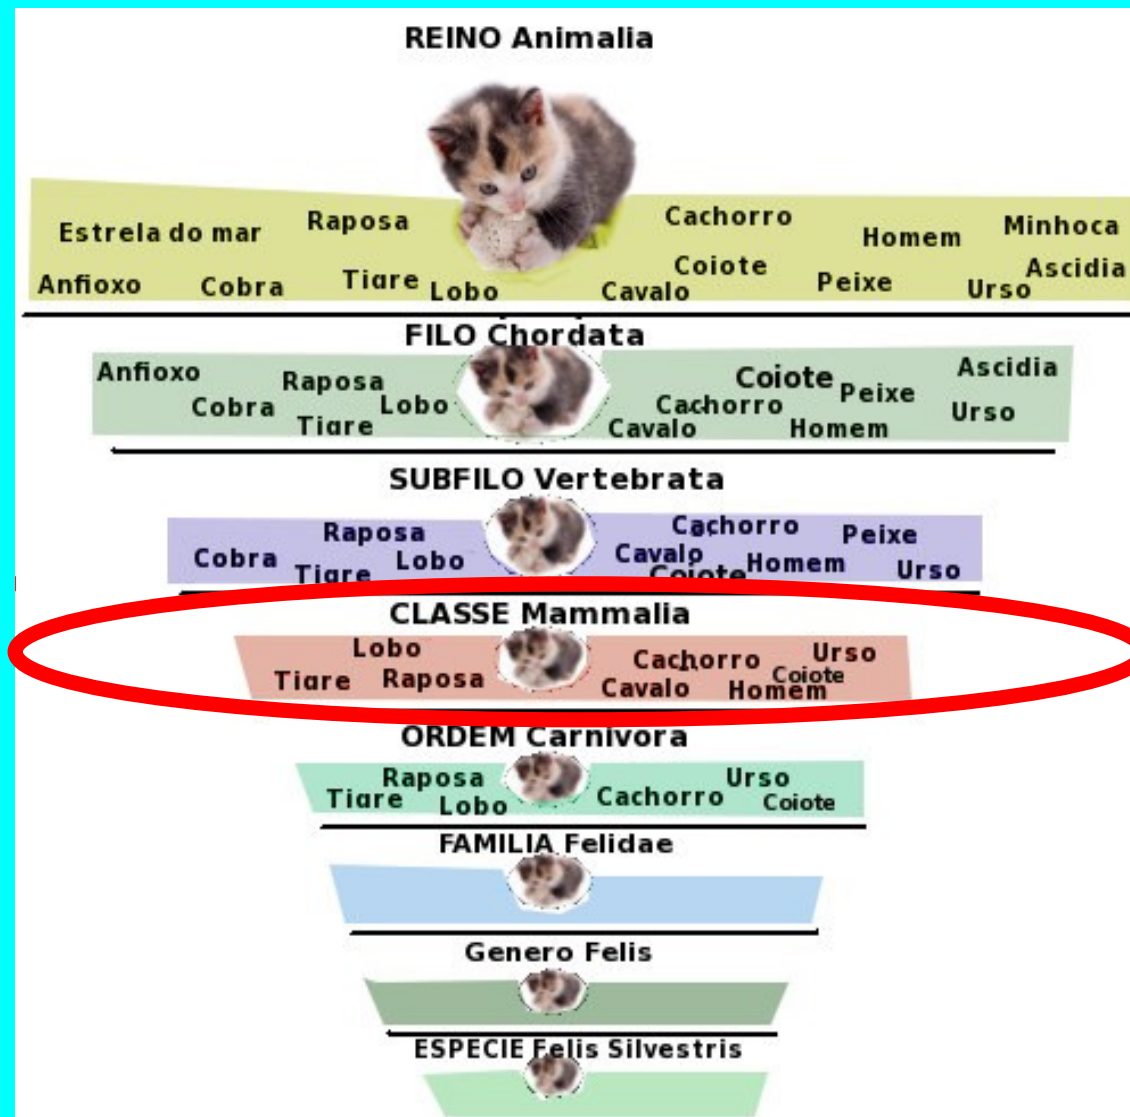 REINO Animalia
Estrela do mar Raposa Cachorro Homem Minhoca
Anfioxo Cobra Tigre Lobo Cavalo Coiote Peixe Urso Ascidia
FILO Chordata
Anfioxo Raposa Coiote Peixe Ascidia
Cobra Lobo Cachorro Urso
Tigre Cavalo Homem
SUBFILO Vertebrata
Raposa Cachorro Peixe
Cobra Tigre Lobo Cavalo Homem Urso
Coiote
CLASSE Mammalia
Lobo Cachorro Urso
Tigre Raposa Cavalo Homem Coiote
ORDEM Carnivora
Raposa Urso
Tigre Lobo Cachorro Coiote
FAMILIA Felidae
Genero Felis
ESPECIE Felis Silvestris